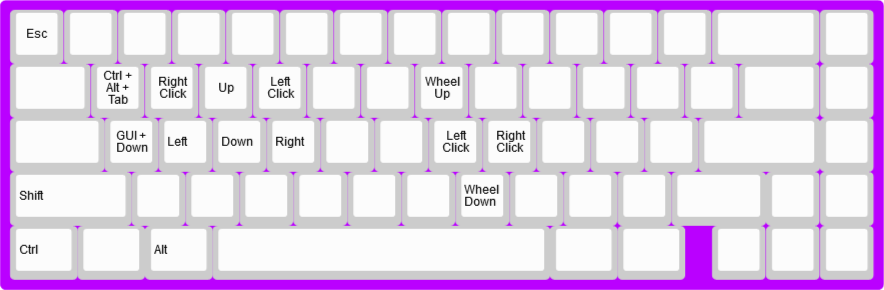 Esc
Ctrl +
Alt +
Tab
Right
Click
Up
Left
Click
Wheel
Up
GUI +
Down
Left
Down
Right
Left
Click
Right
Click
Shift
Wheel
Down
Ctrl
Alt